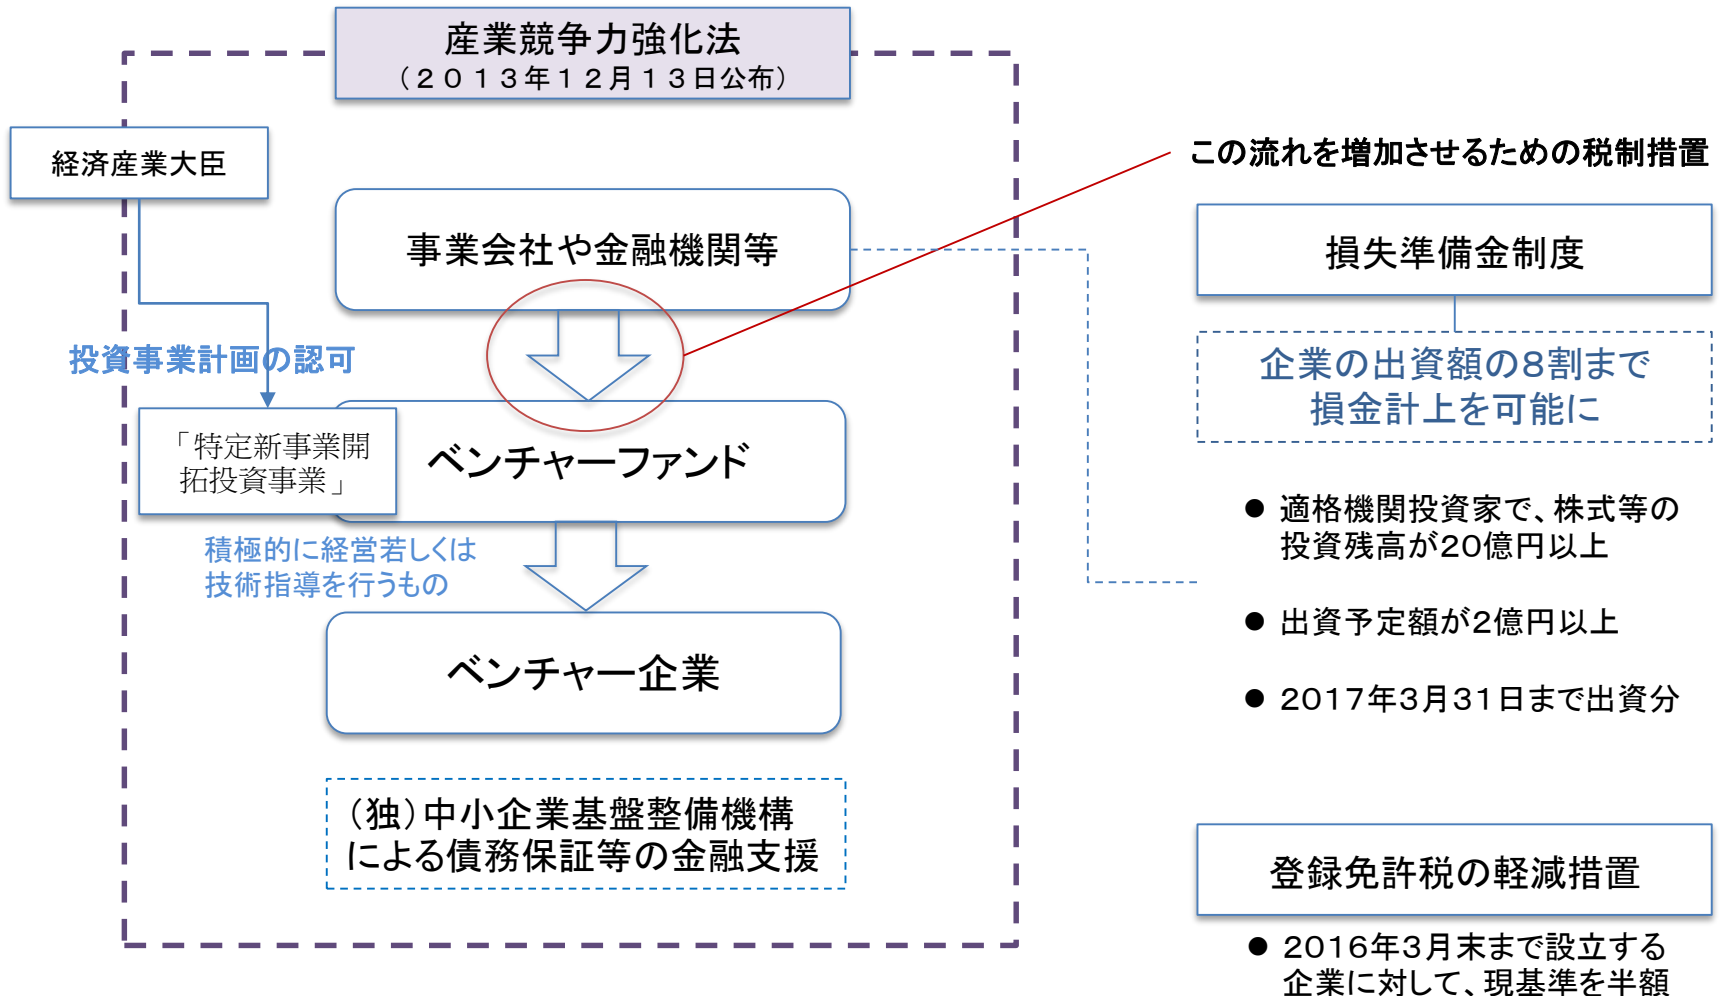 産業競争力強化法
（２０１３年１２月１３日公布）
経済産業大臣
事業会社や金融機関等
投資事業計画の認可
「特定新事業開
拓投資事業」
ベンチャーファンド
積極的に経営若しくは
技術指導を行うもの
ベンチャー企業
（独）中小企業基盤整備機構
による債務保証等の金融支援
この流れを増加させるための税制措置
損失準備金制度
企業の出資額の８割まで
損金計上を可能に
● 適格機関投資家で、株式等の
投資残高が２０億円以上
● 出資予定額が２億円以上
● ２０１７年３月３１日まで出資分
登録免許税の軽減措置
● ２０１６年３月末まで設立する
企業に対して、現基準を半額